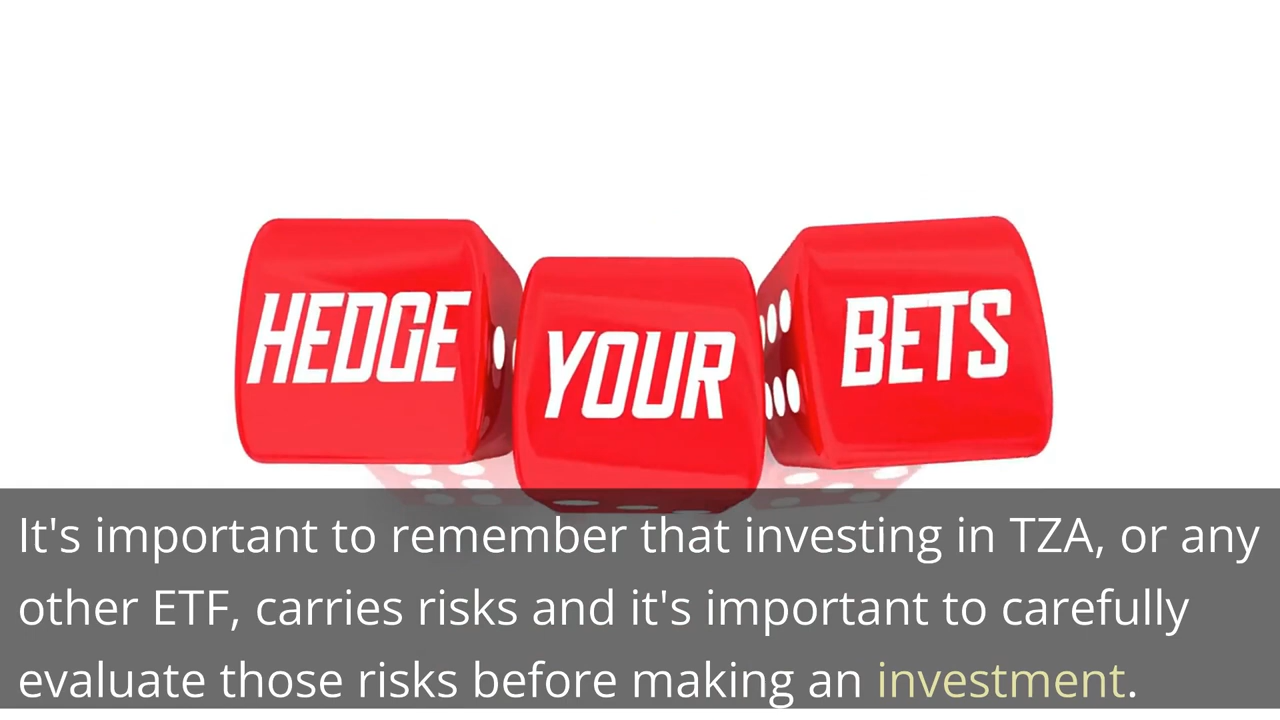 HEDGE
YOUR
BETS
It's important to remember that investing in TZA, or any
other ETF, carries risks and it's important to carefully
evaluate those risks before making an investment.